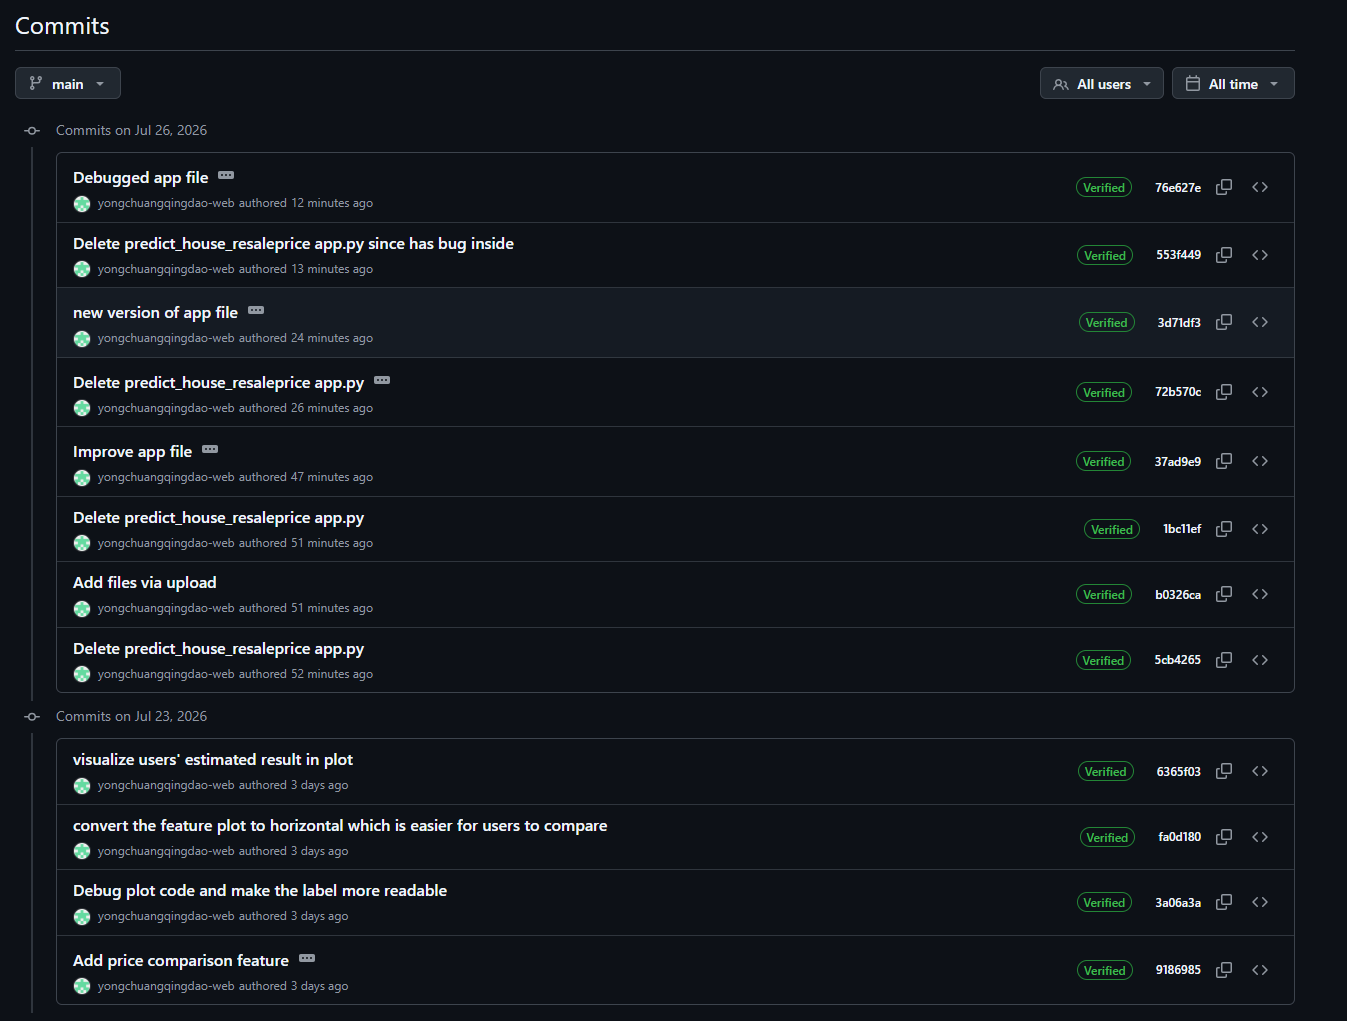 Commits
main
All users
All time
Commits on Jul 26, 2026
Debugged app file
yongchuangqingdao-web authored 12 minutes ago
Verified
76e627e
Delete predict_house_resaleprice app.py since has bug inside
yongchuangqingdao-web authored 13 minutes ago
Verified
553f449
new version of app file
yongchuangqingdao-web authored 24 minutes ago
Verified
3d71df3
Delete predict_house_resaleprice app.py
yongchuangqingdao-web authored 26 minutes ago
Verified
72b570c
Improve app file
yongchuangqingdao-web authored 47 minutes ago
Verified
37ad9e9
Delete predict_house_resaleprice app.py
yongchuangqingdao-web authored 51 minutes ago
Verified
1bc11ef
Add files via upload
yongchuangqingdao-web authored 51 minutes ago
Verified
b0326ca
Delete predict_house_resaleprice app.py
yongchuangqingdao-web authored 52 minutes ago
Verified
5cb4265
Commits on Jul 23, 2026
visualize users' estimated result in plot
yongchuangqingdao-web authored 3 days ago
Verified
6365f03
convert the feature plot to horizontal which is easier for users to compare
yongchuangqingdao-web authored 3 days ago
Verified
fa0d180
Debug plot code and make the label more readable
yongchuangqingdao-web authored 3 days ago
Verified
3a06a3a
Add price comparison feature
yongchuangqingdao-web authored 3 days ago
Verified
9186985